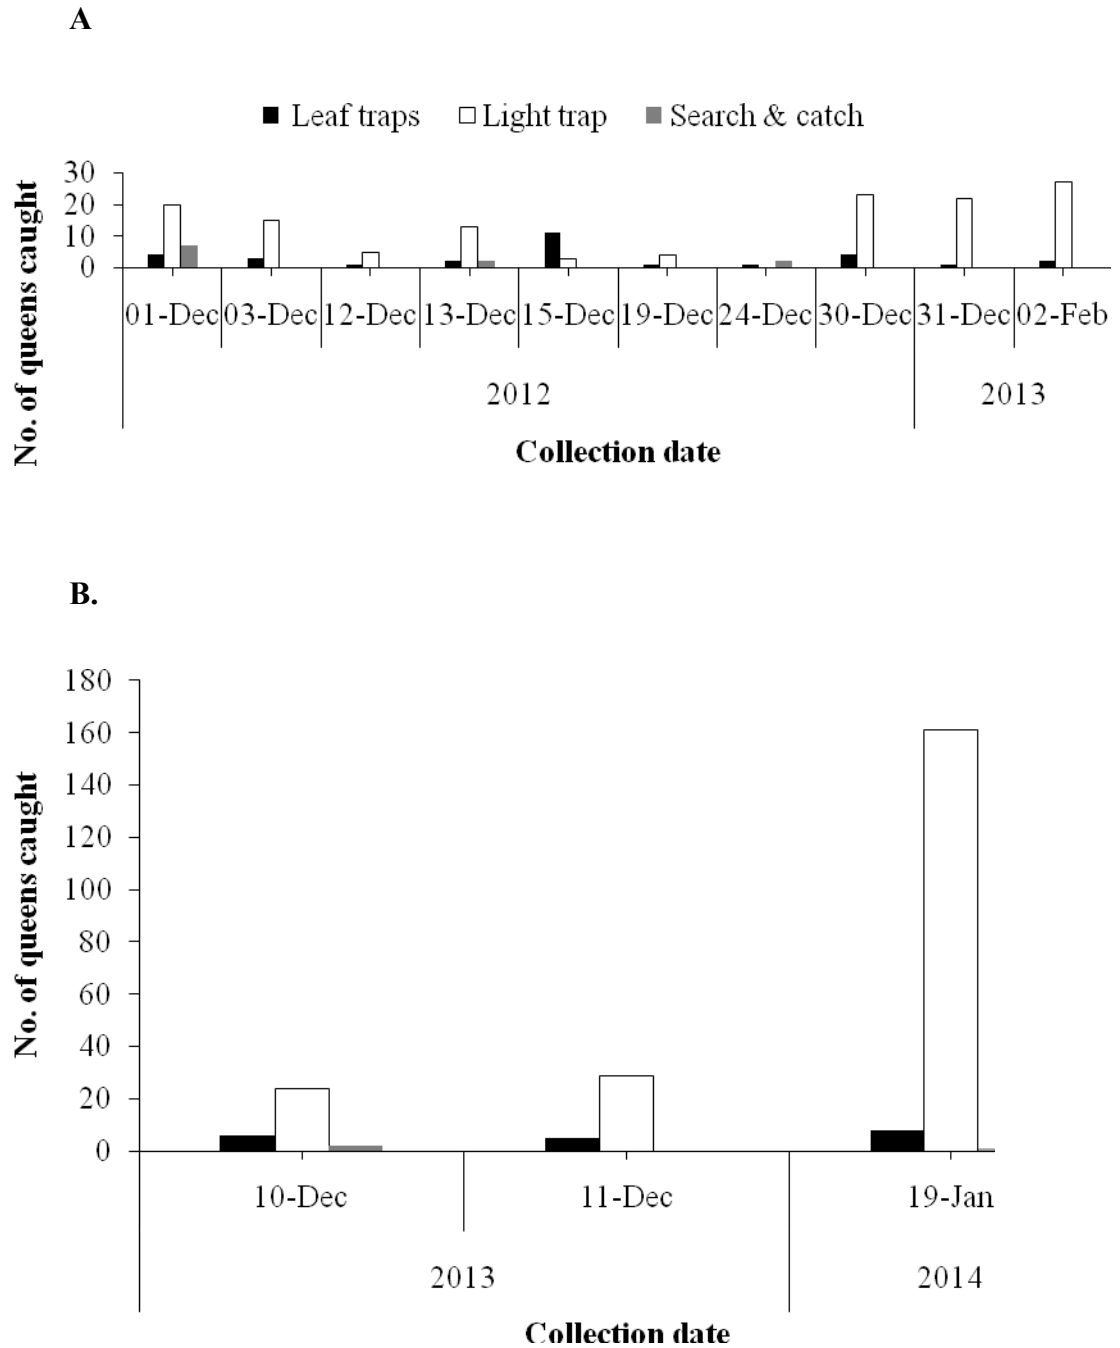 A
Leaf traps Light trap Search & catch
No. of queens caught
30
20
10
0
01-Dec 03-Dec 12-Dec 13-Dec 15-Dec 19-Dec 24-Dec 30-Dec 31-Dec 02-Feb
2012 2013
Collection date
B.
No. of queens caught
180
160
140
120
100
80
60
40
20
0
10-Dec 11-Dec 19-Jan
2013 2014
Collection date